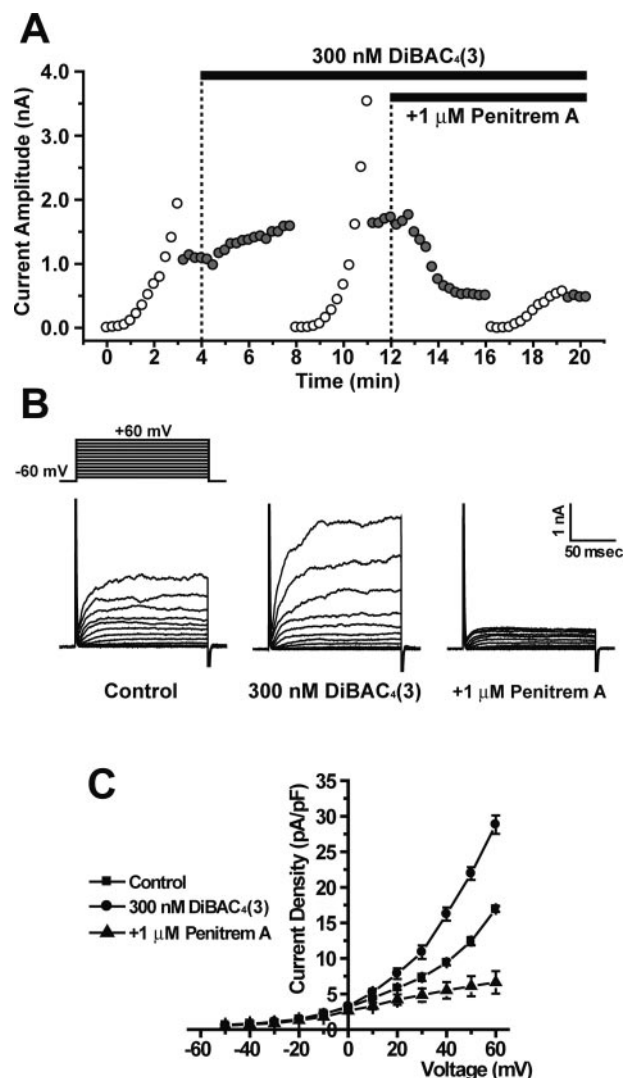 A
300 nM DiBAC₄(3)
+1 μM Penitrem A
Current Amplitude (nA)
4.0
3.0
2.0
1.0
0.0
0 2 4 6 8 10 12 14 16 18 20
Time (min)
B
+60 mV
-60 mV
1 nA
50 msec
Control
300 nM DiBAC₄(3)
+1 μM Penitrem A
C
Control
300 nM DiBAC₄(3)
+1 μM Penitrem A
Current Density (pA/pF)
35
30
25
20
15
10
5
0
-60 -40 -20 0 20 40 60
Voltage (mV)